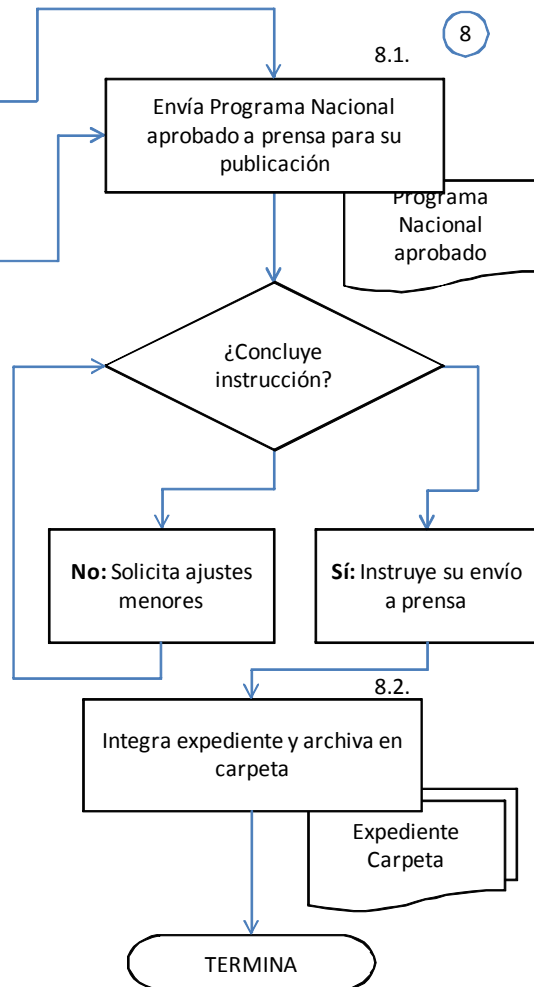 8
8.1.
Envía Programa Nacional
aprobado a prensa para su
publicación
Programa
Nacional
aprobado
¿Concluye
instrucción?
No: Solicita ajustes
menores
Sí: Instruye su envío
a prensa
8.2.
Integra expediente y archiva en
carpeta
Expediente
Carpeta
TERMINA